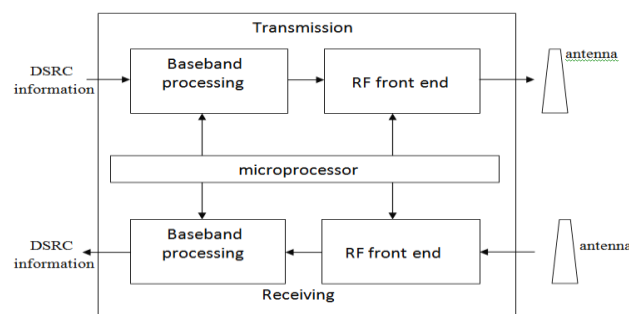 Transmission
antenna
DSRC
information
Baseband
processing
RF front end
microprocessor
DSRC
information
Baseband
processing
RF front end
antenna
Receiving